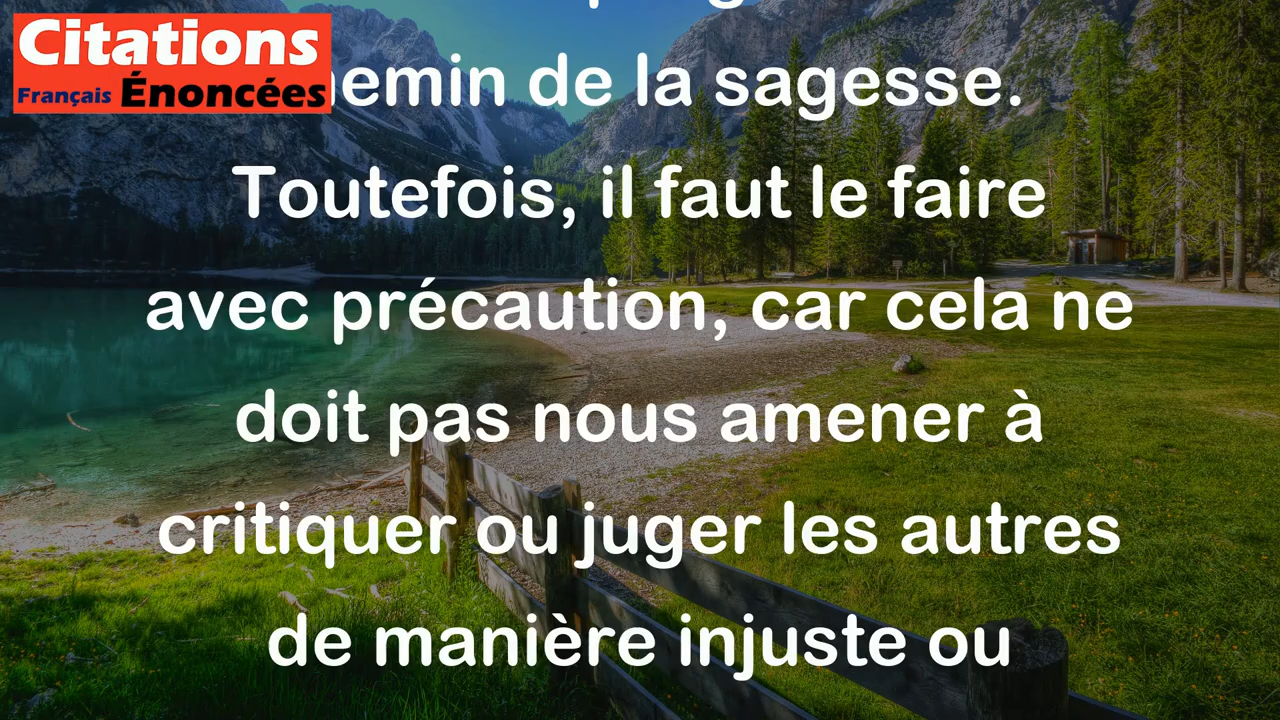 Citations
Français Énoncées
hemin de la sagesse.
Toutefois, il faut le faire
avec précaution, car cela ne
doit pas nous amener à
critiquer ou juger les autres
de manière injuste ou